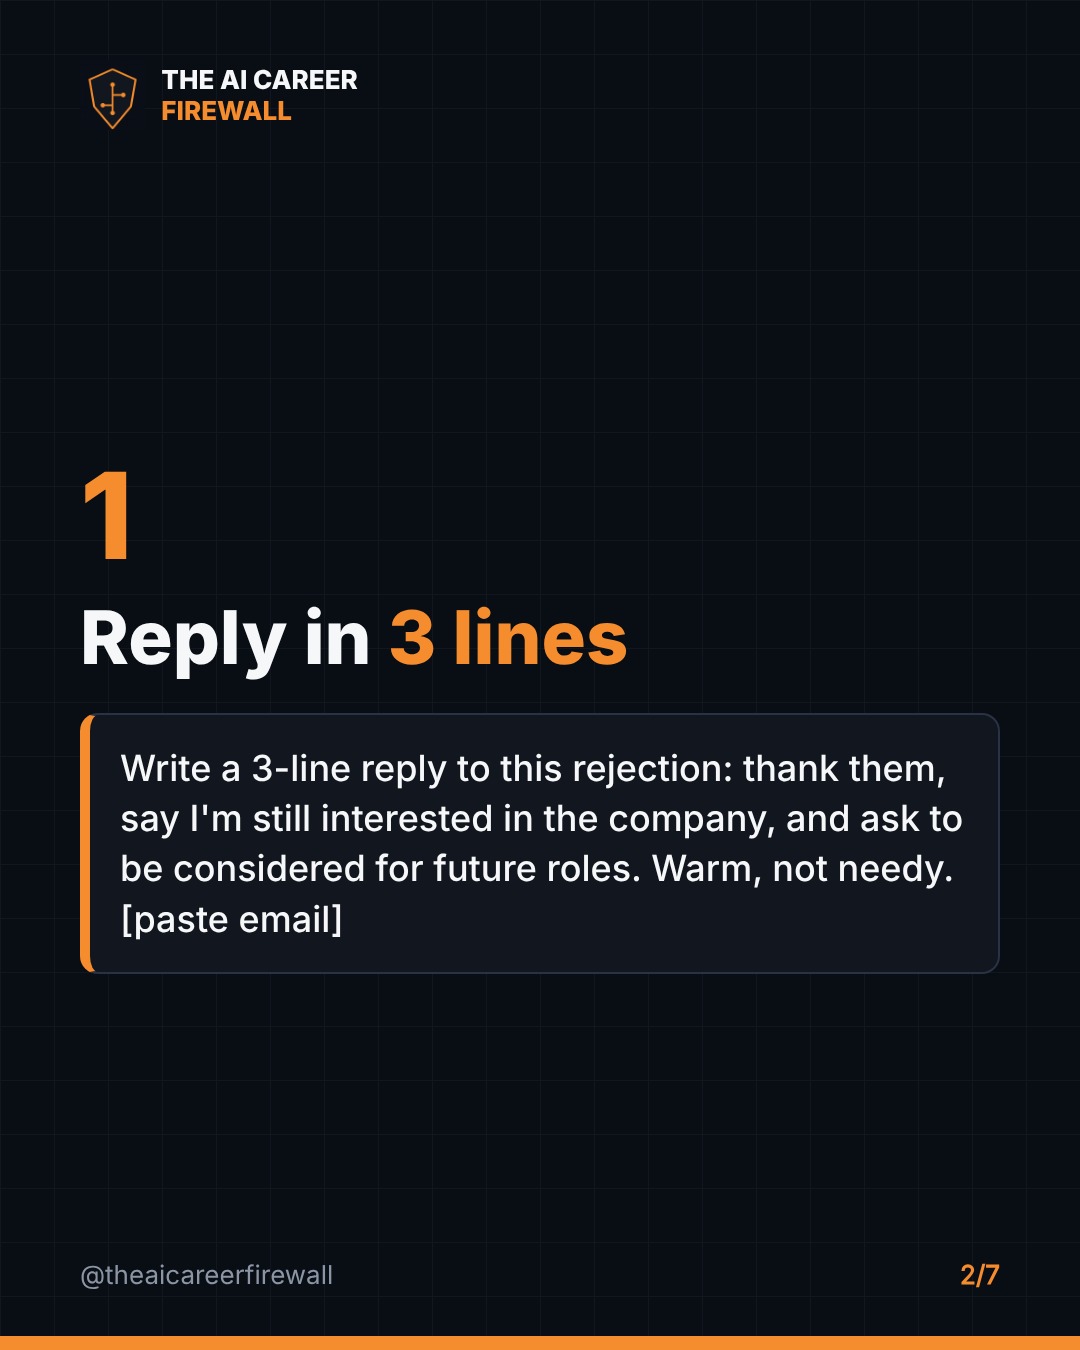 THE AI CAREER
FIREWALL
1
Reply in 3 lines
Write a 3-line reply to this rejection: thank them,
say I'm still interested in the company, and ask to
be considered for future roles. Warm, not needy.
[paste email]
@theaicareerfirewall
2/7